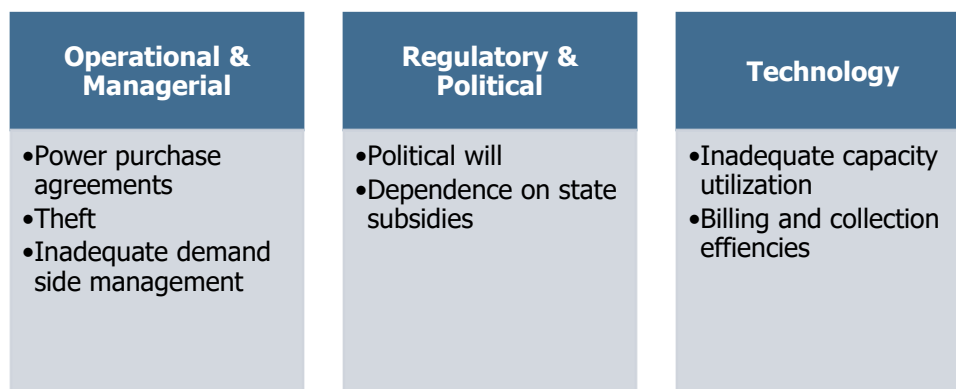 Operational &
Managerial
•Power purchase
agreements
•Theft
•Inadequate demand
side management
Regulatory &
Political
•Political will
•Dependence on state
subsidies
Technology
•Inadequate capacity
utilization
•Billing and collection
effiencies